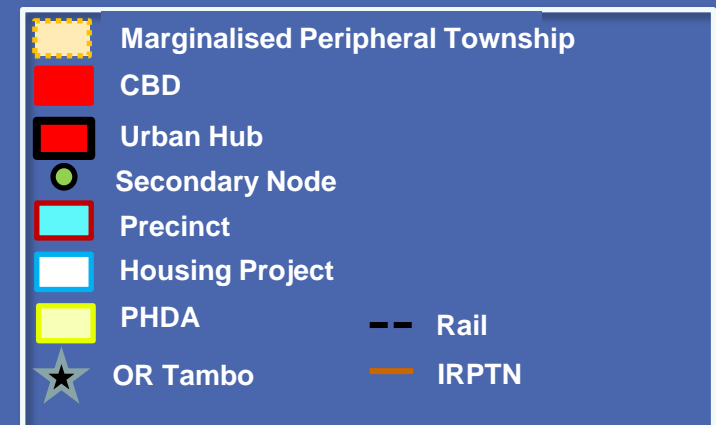 Marginalised Peripheral Township
CBD
Urban Hub
Secondary Node
Precinct
Housing Project
PHDA
Rail
OR Tambo
IRPTN